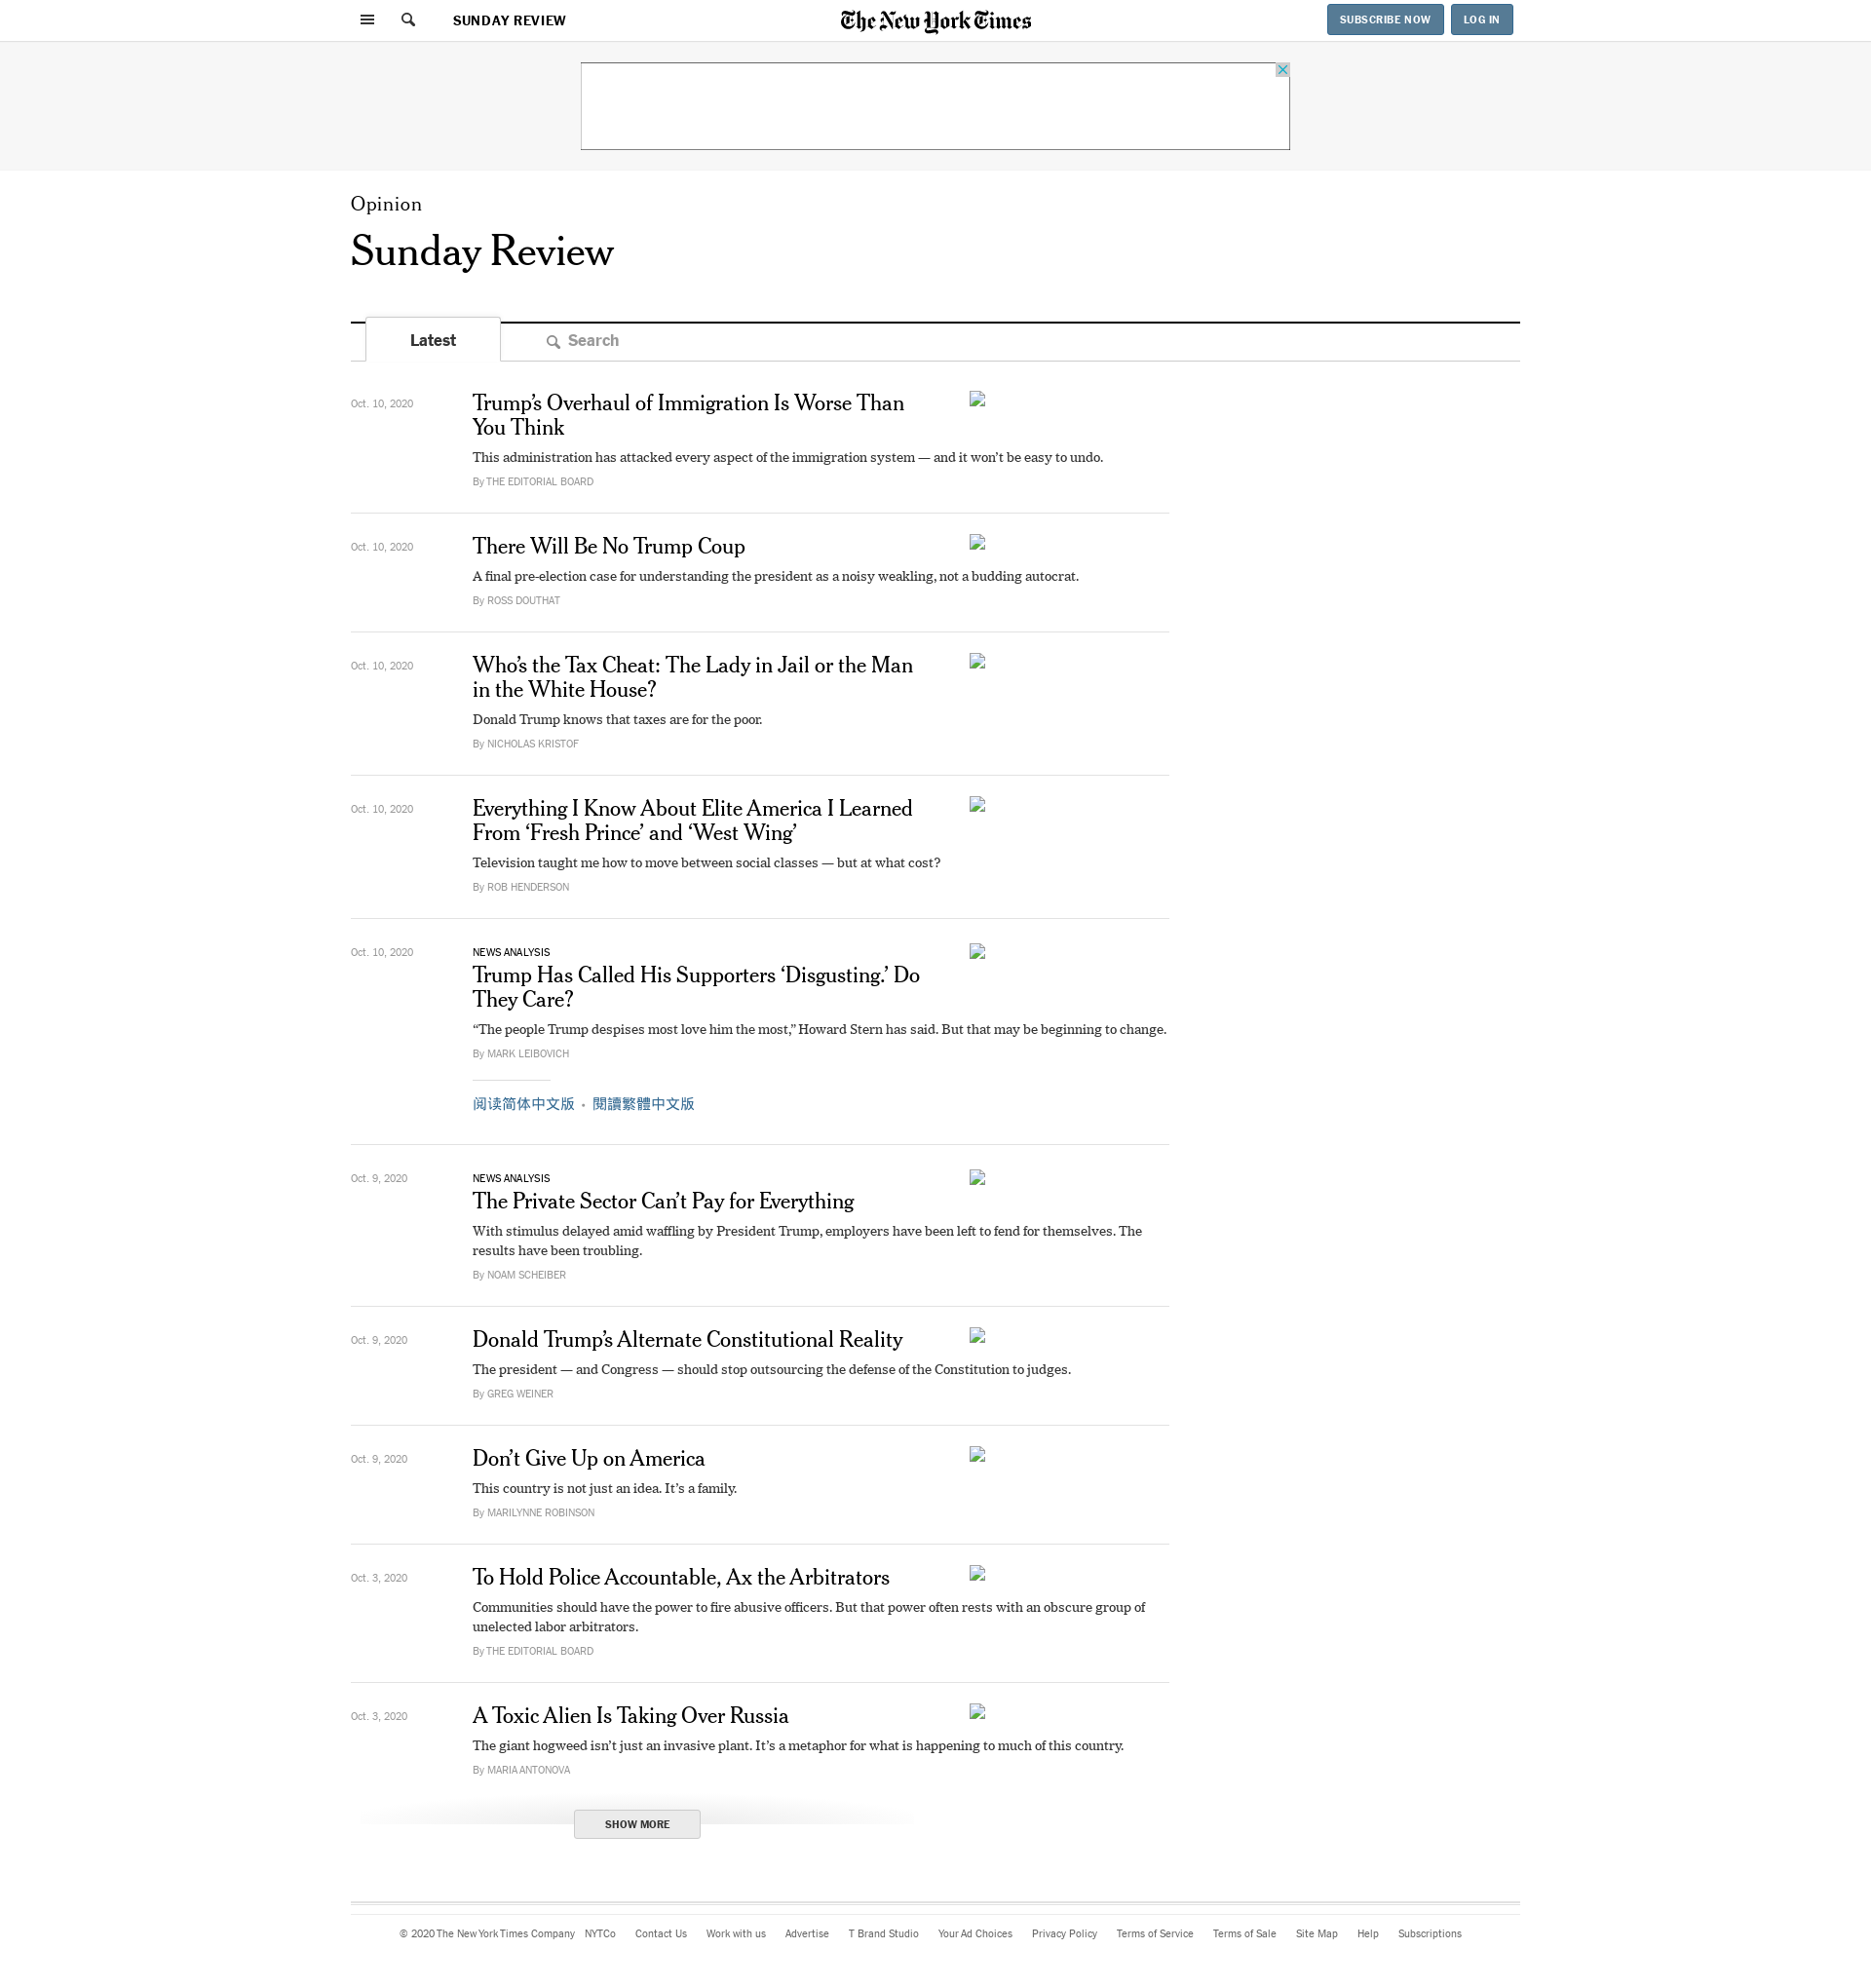 SUNDAY REVIEW
The New York Times
SUBSCRIBE NOW
LOG IN
Opinion
Sunday Review
Latest
Search
Oct. 10, 2020
Trump’s Overhaul of Immigration Is Worse Than
You Think
This administration has attacked every aspect of the immigration system — and it won’t be easy to undo.
By THE EDITORIAL BOARD
Oct. 10, 2020
There Will Be No Trump Coup
A final pre-election case for understanding the president as a noisy weakling, not a budding autocrat.
By ROSS DOUTHAT
Oct. 10, 2020
Who’s the Tax Cheat: The Lady in Jail or the Man
in the White House?
Donald Trump knows that taxes are for the poor.
By NICHOLAS KRISTOF
Oct. 10, 2020
Everything I Know About Elite America I Learned
From ‘Fresh Prince’ and ‘West Wing’
Television taught me how to move between social classes — but at what cost?
By ROB HENDERSON
Oct. 10, 2020
NEWS ANALYSIS
Trump Has Called His Supporters ‘Disgusting.’ Do
They Care?
“The people Trump despises most love him the most,” Howard Stern has said. But that may be beginning to change.
By MARK LEIBOVICH
阅读简体中文版 • 閱讀繁體中文版
Oct. 9, 2020
NEWS ANALYSIS
The Private Sector Can’t Pay for Everything
With stimulus delayed amid waffling by President Trump, employers have been left to fend for themselves. The
results have been troubling.
By NOAM SCHEIBER
Oct. 9, 2020
Donald Trump’s Alternate Constitutional Reality
The president — and Congress — should stop outsourcing the defense of the Constitution to judges.
By GREG WEINER
Oct. 9, 2020
Don’t Give Up on America
This country is not just an idea. It’s a family.
By MARILYNNE ROBINSON
Oct. 3, 2020
To Hold Police Accountable, Ax the Arbitrators
Communities should have the power to fire abusive officers. But that power often rests with an obscure group of
unelected labor arbitrators.
By THE EDITORIAL BOARD
Oct. 3, 2020
A Toxic Alien Is Taking Over Russia
The giant hogweed isn’t just an invasive plant. It’s a metaphor for what is happening to much of this country.
By MARIA ANTONOVA
SHOW MORE
© 2020 The New York Times Company NYTCo Contact Us Work with us Advertise T Brand Studio Your Ad Choices Privacy Policy Terms of Service Terms of Sale Site Map Help Subscriptions